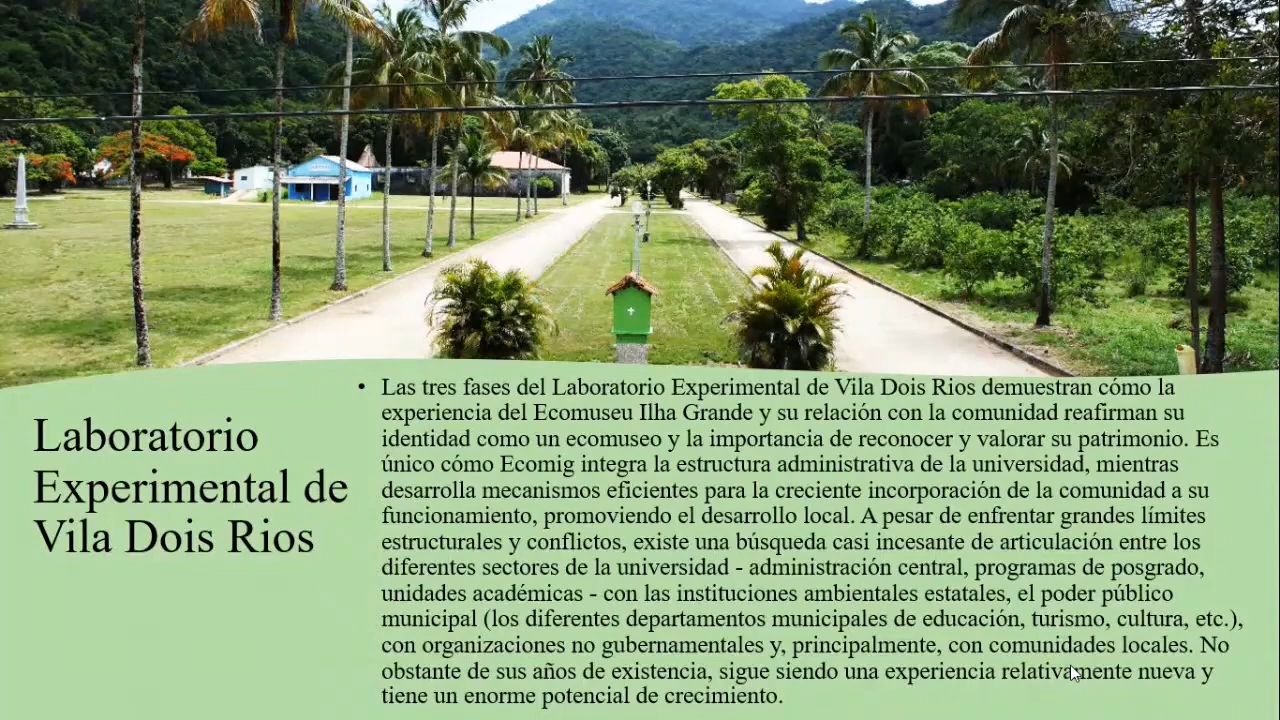 Laboratorio
Experimental de
Vila Dois Rios
• Las tres fases del Laboratorio Experimental de Vila Dois Rios demuestran cómo la
experiencia del Ecomuseu Ilha Grande y su relación con la comunidad reafirman su
identidad como un ecomuseo y la importancia de reconocer y valorar su patrimonio. Es
único cómo Ecomig integra la estructura administrativa de la universidad, mientras
desarrolla mecanismos eficientes para la creciente incorporación de la comunidad a su
funcionamiento, promoviendo el desarrollo local. A pesar de enfrentar grandes límites
estructurales y conflictos, existe una búsqueda casi incesante de articulación entre los
diferentes sectores de la universidad - administración central, programas de posgrado,
unidades académicas - con las instituciones ambientales estatales, el poder público
municipal (los diferentes departamentos municipales de educación, turismo, cultura, etc.),
con organizaciones no gubernamentales y, principalmente, con comunidades locales. No
obstante de sus años de existencia, sigue siendo una experiencia relativamente nueva y
tiene un enorme potencial de crecimiento.